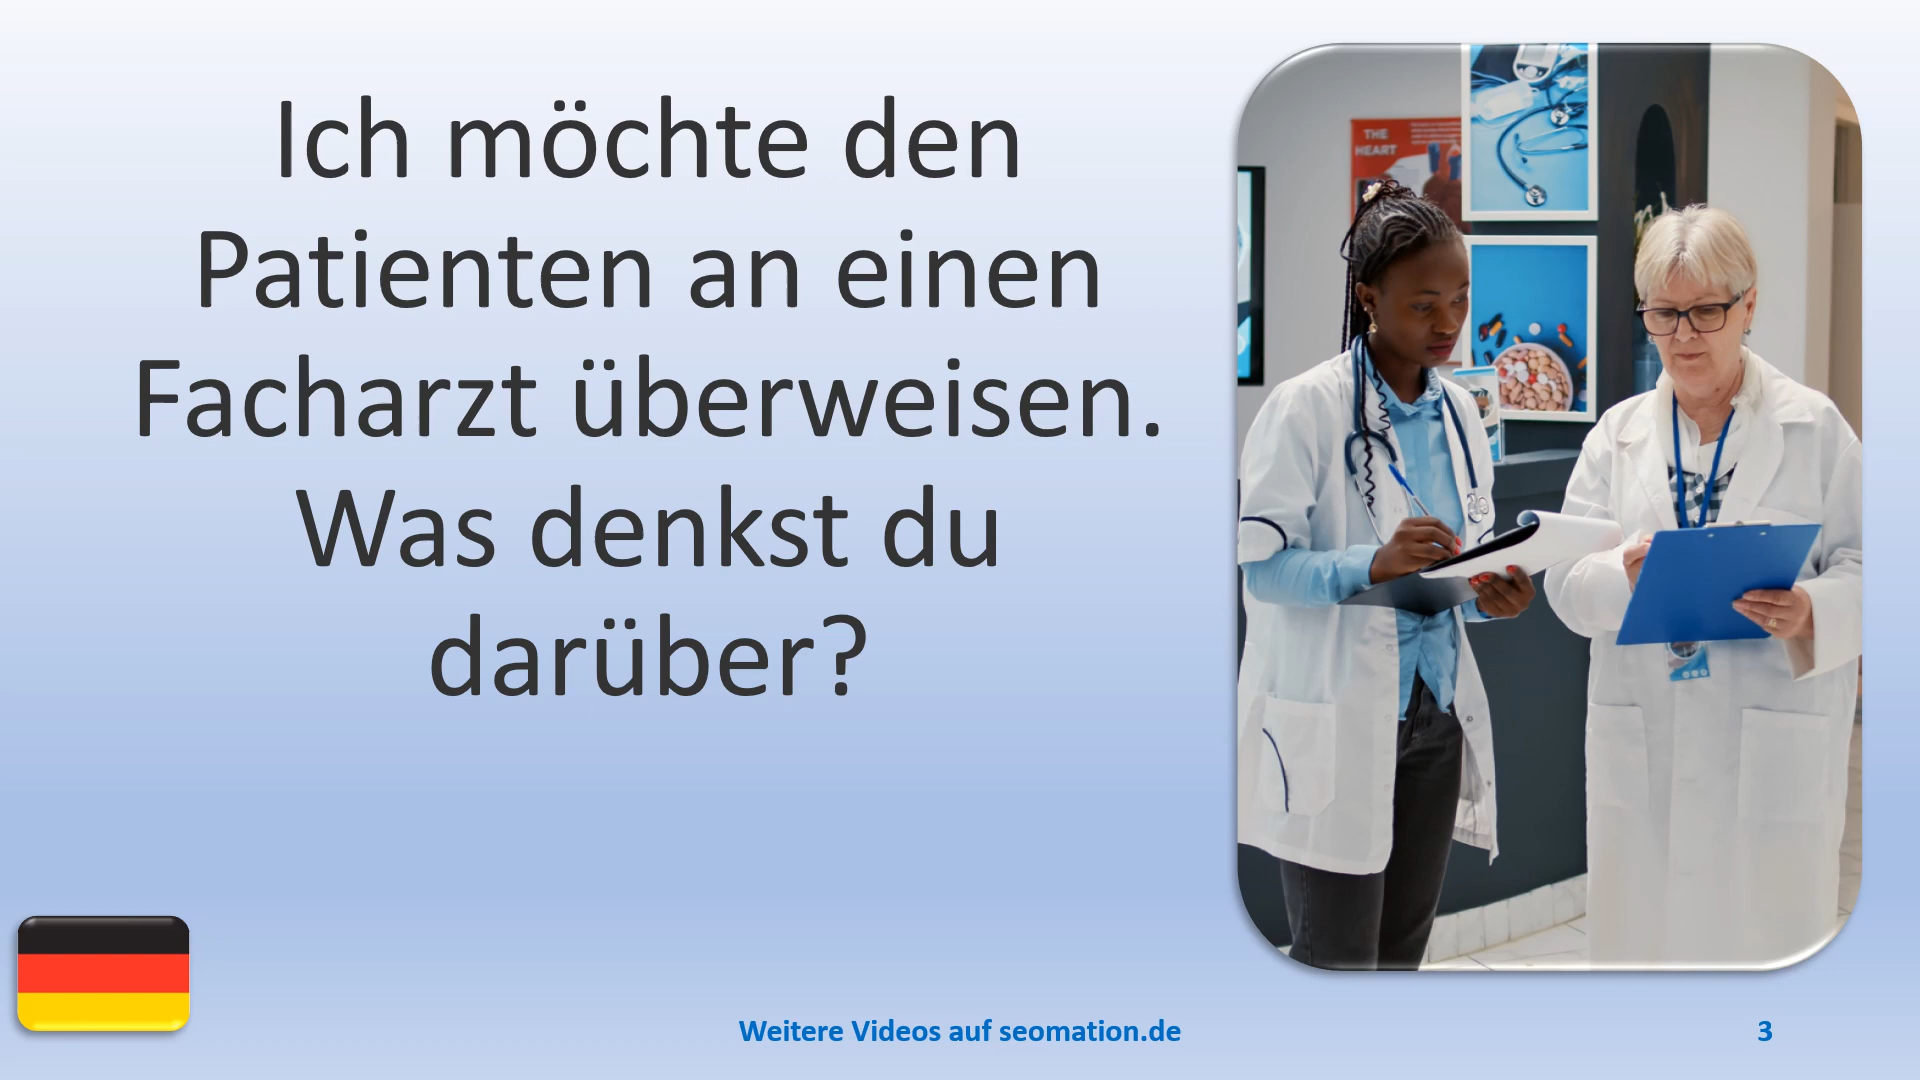 Ich möchte den
Patienten an einen
Facharzt überweisen.
Was denkst du
darüber?
THE
HEART
Weitere Videos auf seomation.de
3